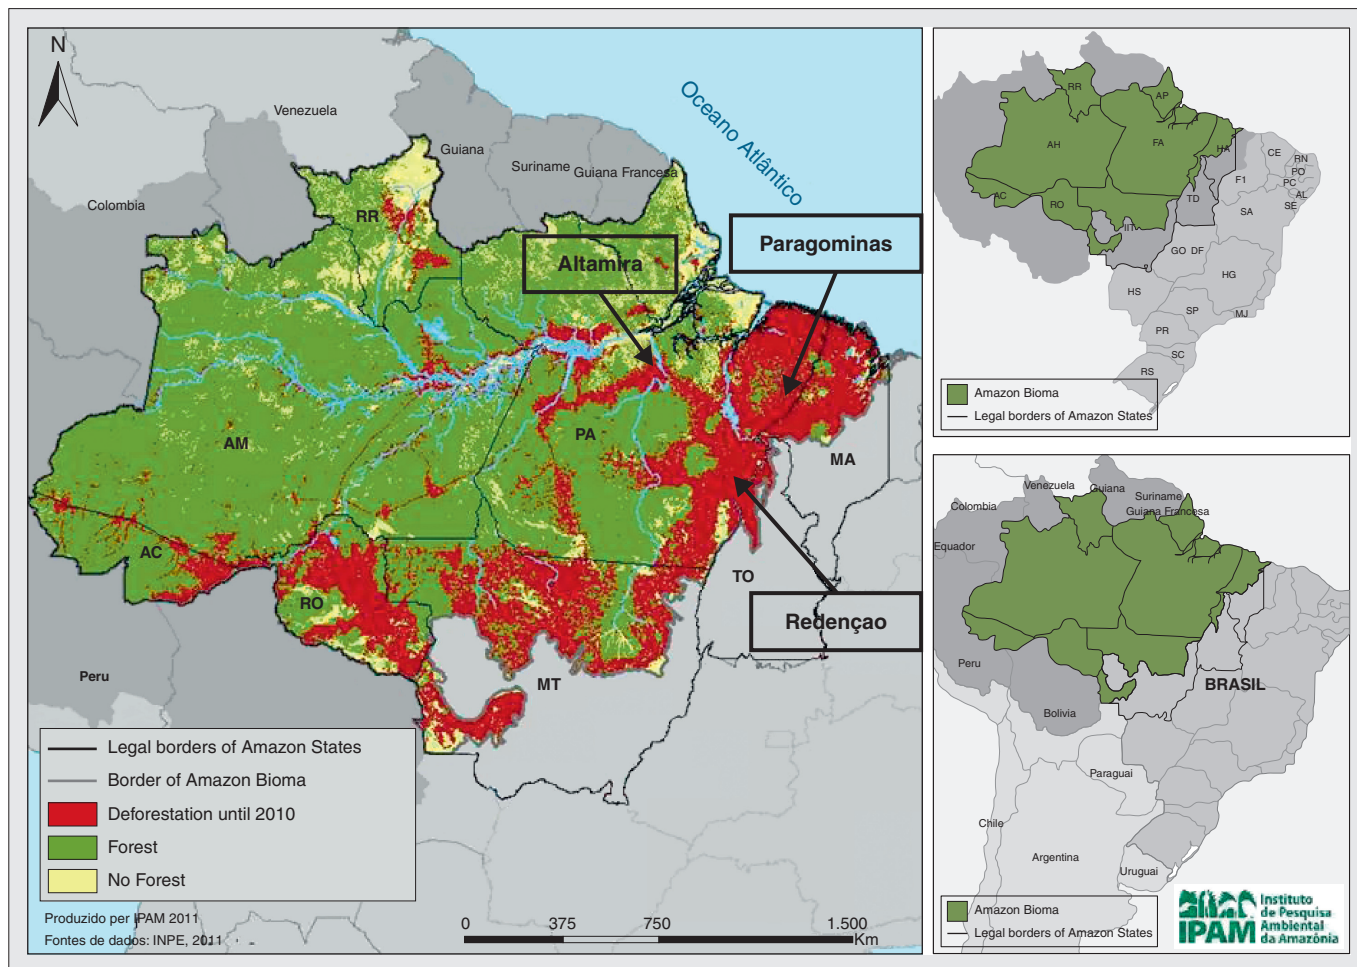 N
Venezuela
Guiana
Suriname
Guiana Francesa
Colombia
Oceano Atlântico
RR
Altamira
Paragominas
AM
PA
MA
AC
RO
TO
Redençao
MT
Peru
Legal borders of Amazon States
Border of Amazon Bioma
Deforestation until 2010
Forest
No Forest
Produzido per IPAM 2011
Fontes de dados: INPE, 2011
0 375 750 1.500
Km
RR
AP
AH
FA
HA
CE
RN
PO
PC
AL
SE
F1
AC
RO
TD
SA
IIT
GO DF
HG
HS
SP
MJ
PR
SC
RS
Amazon Bioma
Legal borders of Amazon States
Venezuela
Guiana
Colombia
Suriname
Guiana Francesa
Equador
Peru
BRASIL
Bolivia
Paraguai
Chile
Argentina
Uruguai
Amazon Bioma
Legal borders of Amazon States
IPAM
Instituto
de Pesquisa
Ambiental
da Amazônia